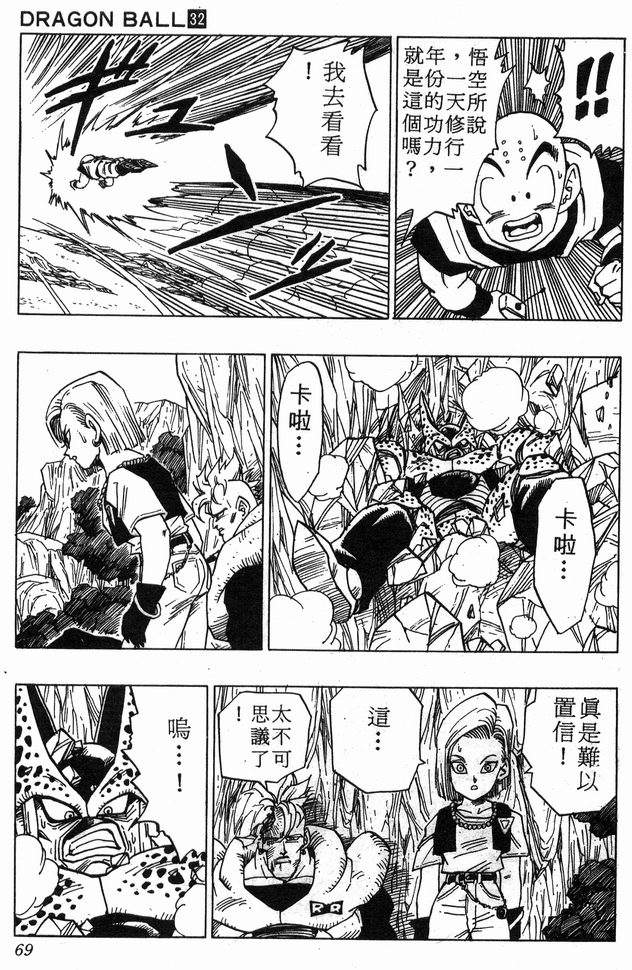 DRAGON BALL 32
!!
悟空所說
，一天修行一
年份的功力，
就是這個嗎？
我去看看
！
卡啦…
卡啦…
眞是難以
置信！
這…
太不可
思議了
！
RR
嗚…！
69